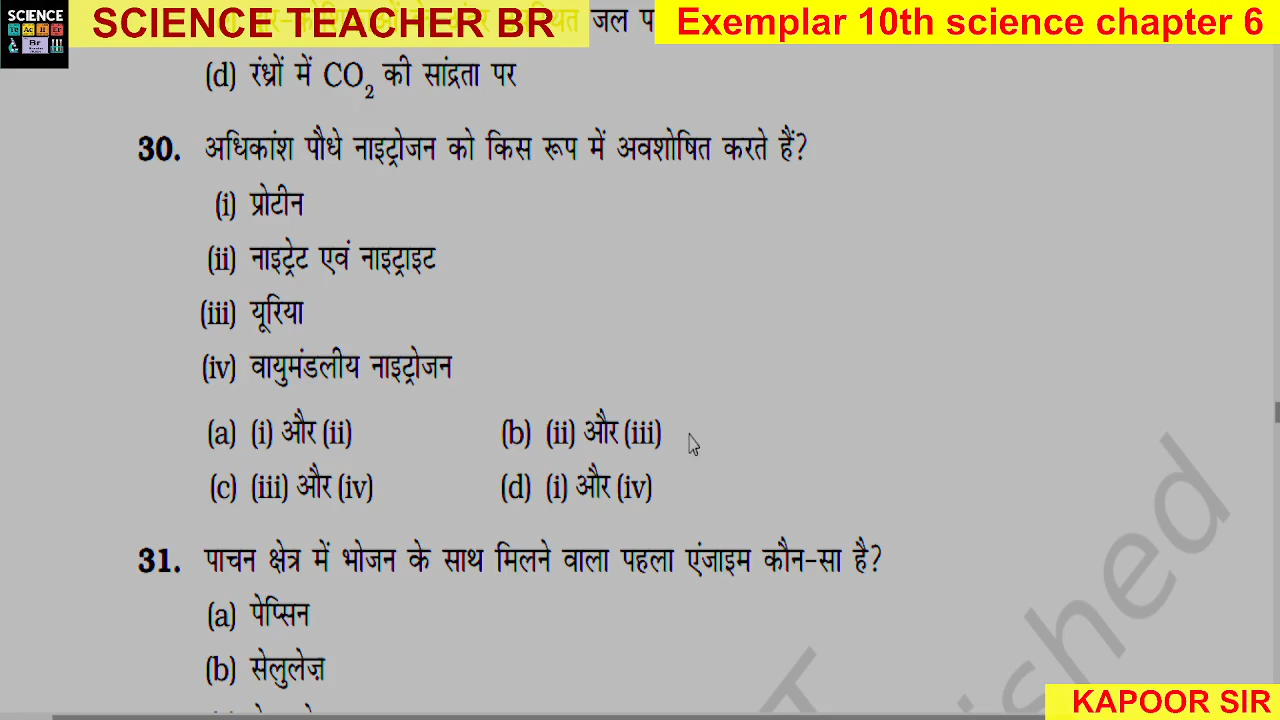 SCIENCE
Br
SCIENCE TEACHER BR
Exemplar 10th science chapter 6
जल
(d) रंध्रों में CO2 की सांद्रता पर
30. अधिकांश पौधे नाइट्रोजन को किस रूप में अवशोषित करते हैं?
(i) प्रोटीन
(ii) नाइट्रेट एवं नाइट्राइट
(iii) यूरिया
(iv) वायुमंडलीय नाइट्रोजन
(a) (i) और (ii) (b) (ii) और (iii)
(c) (iii) और (iv) (d) (i) और (iv)
31. पाचन क्षेत्र में भोजन के साथ मिलने वाला पहला एंजाइम कौन-सा है?
(a) पेप्सिन
(b) सेलुलेज़
KAPOOR SIR